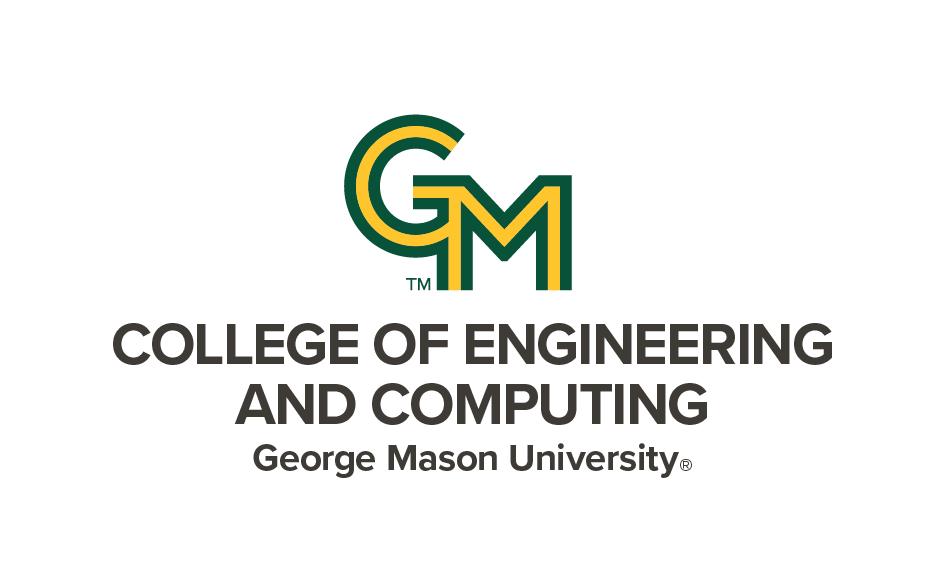 GM
TM
COLLEGE OF ENGINEERING
AND COMPUTING
George Mason University®